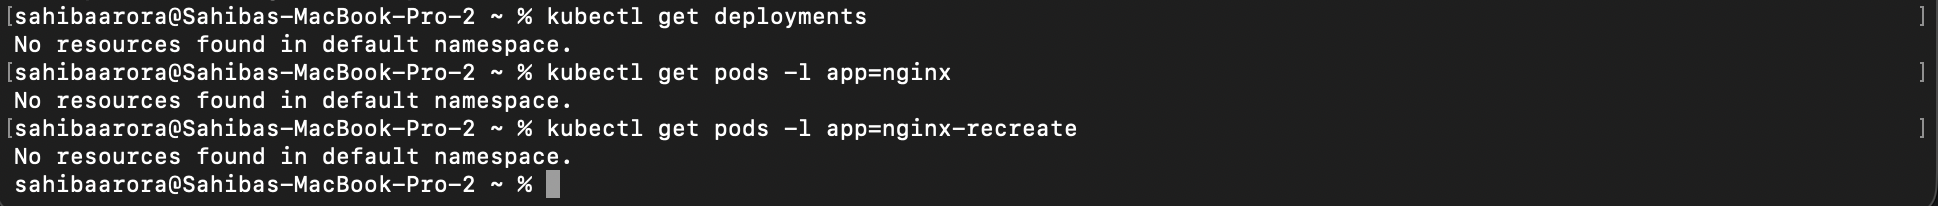 [sahibaarora@Sahibas-MacBook-Pro-2 ~ % kubectl get deployments ]
No resources found in default namespace.
[sahibaarora@Sahibas-MacBook-Pro-2 ~ % kubectl get pods -l app=nginx ]
No resources found in default namespace.
[sahibaarora@Sahibas-MacBook-Pro-2 ~ % kubectl get pods -l app=nginx-recreate ]
No resources found in default namespace.
sahibaarora@Sahibas-MacBook-Pro-2 ~ %